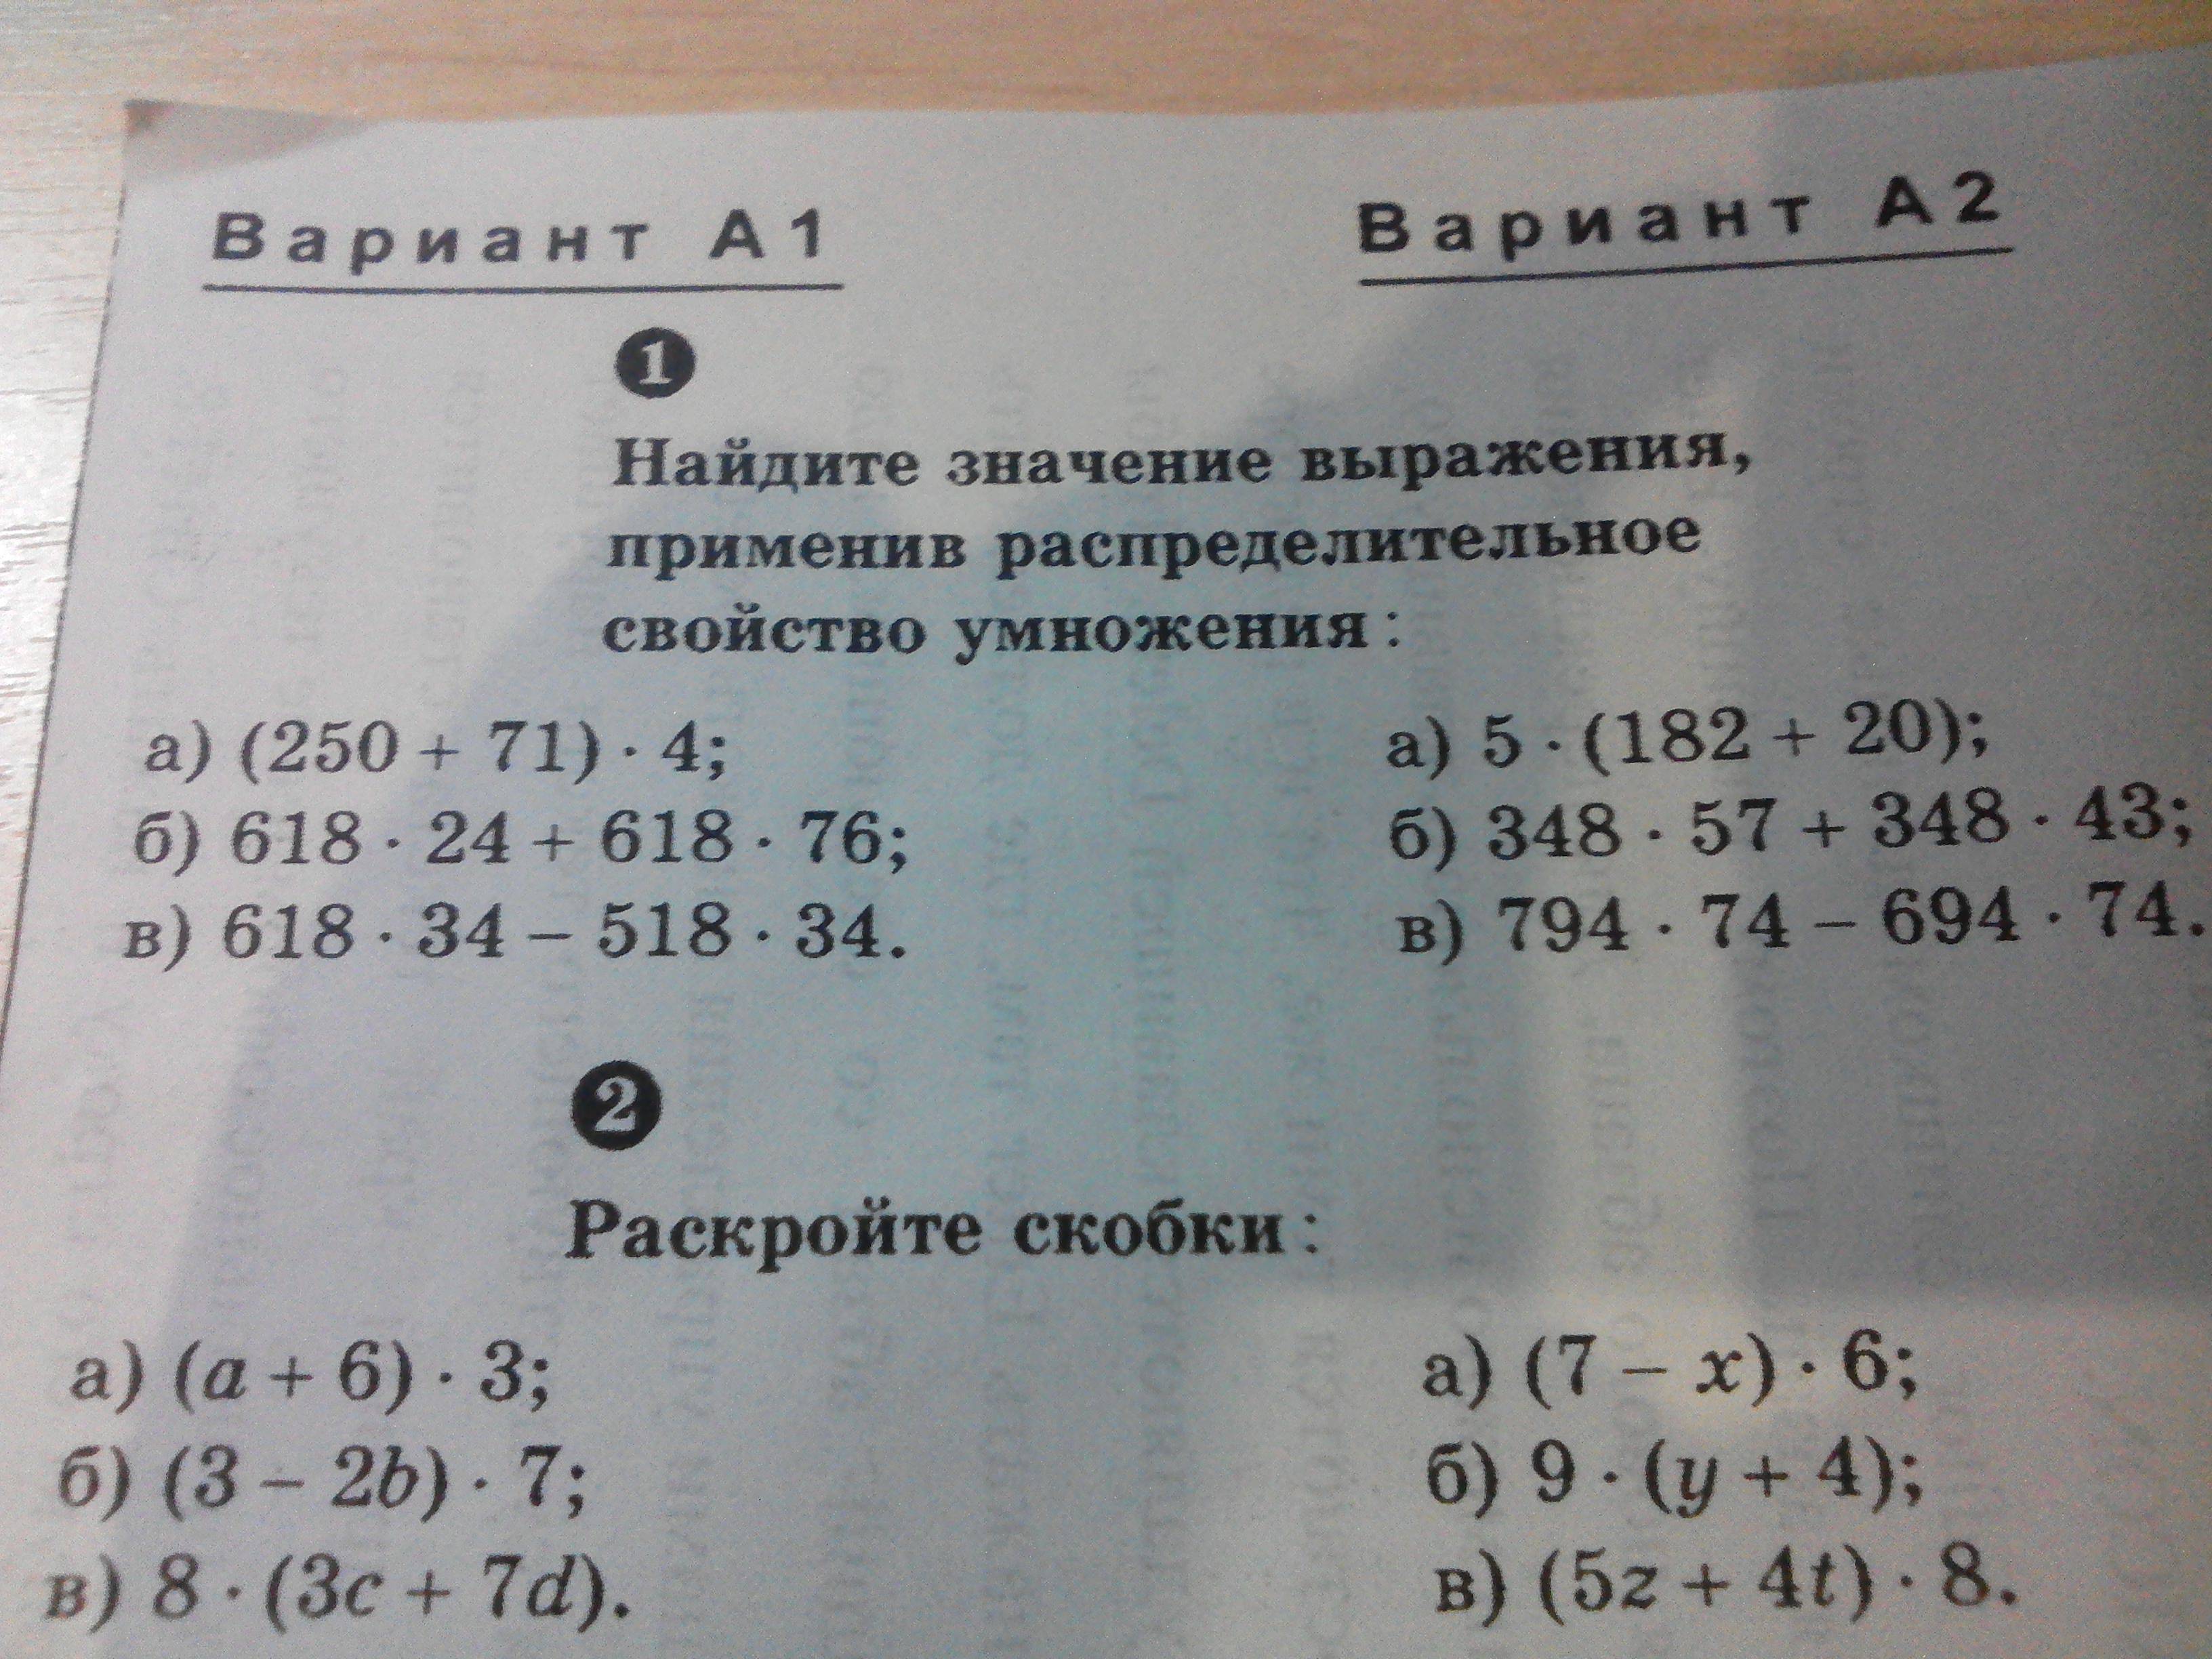 Вариант А1
Вариант А2
1
Найдите значение выражения,
применив распределительное
свойство умножения:
а) (250 + 71) · 4;
б) 618 · 24 + 618 · 76;
в) 618 · 34 – 518 · 34.
а) 5 · (182 + 20);
б) 348 · 57 + 348 · 43;
в) 794 · 74 – 694 · 74.
2
Раскройте скобки:
а) (a + 6) · 3;
б) (3 – 2b) · 7;
в) 8 · (3c + 7d).
а) (7 – x) · 6;
б) 9 · (y + 4);
в) (5z + 4t) · 8.